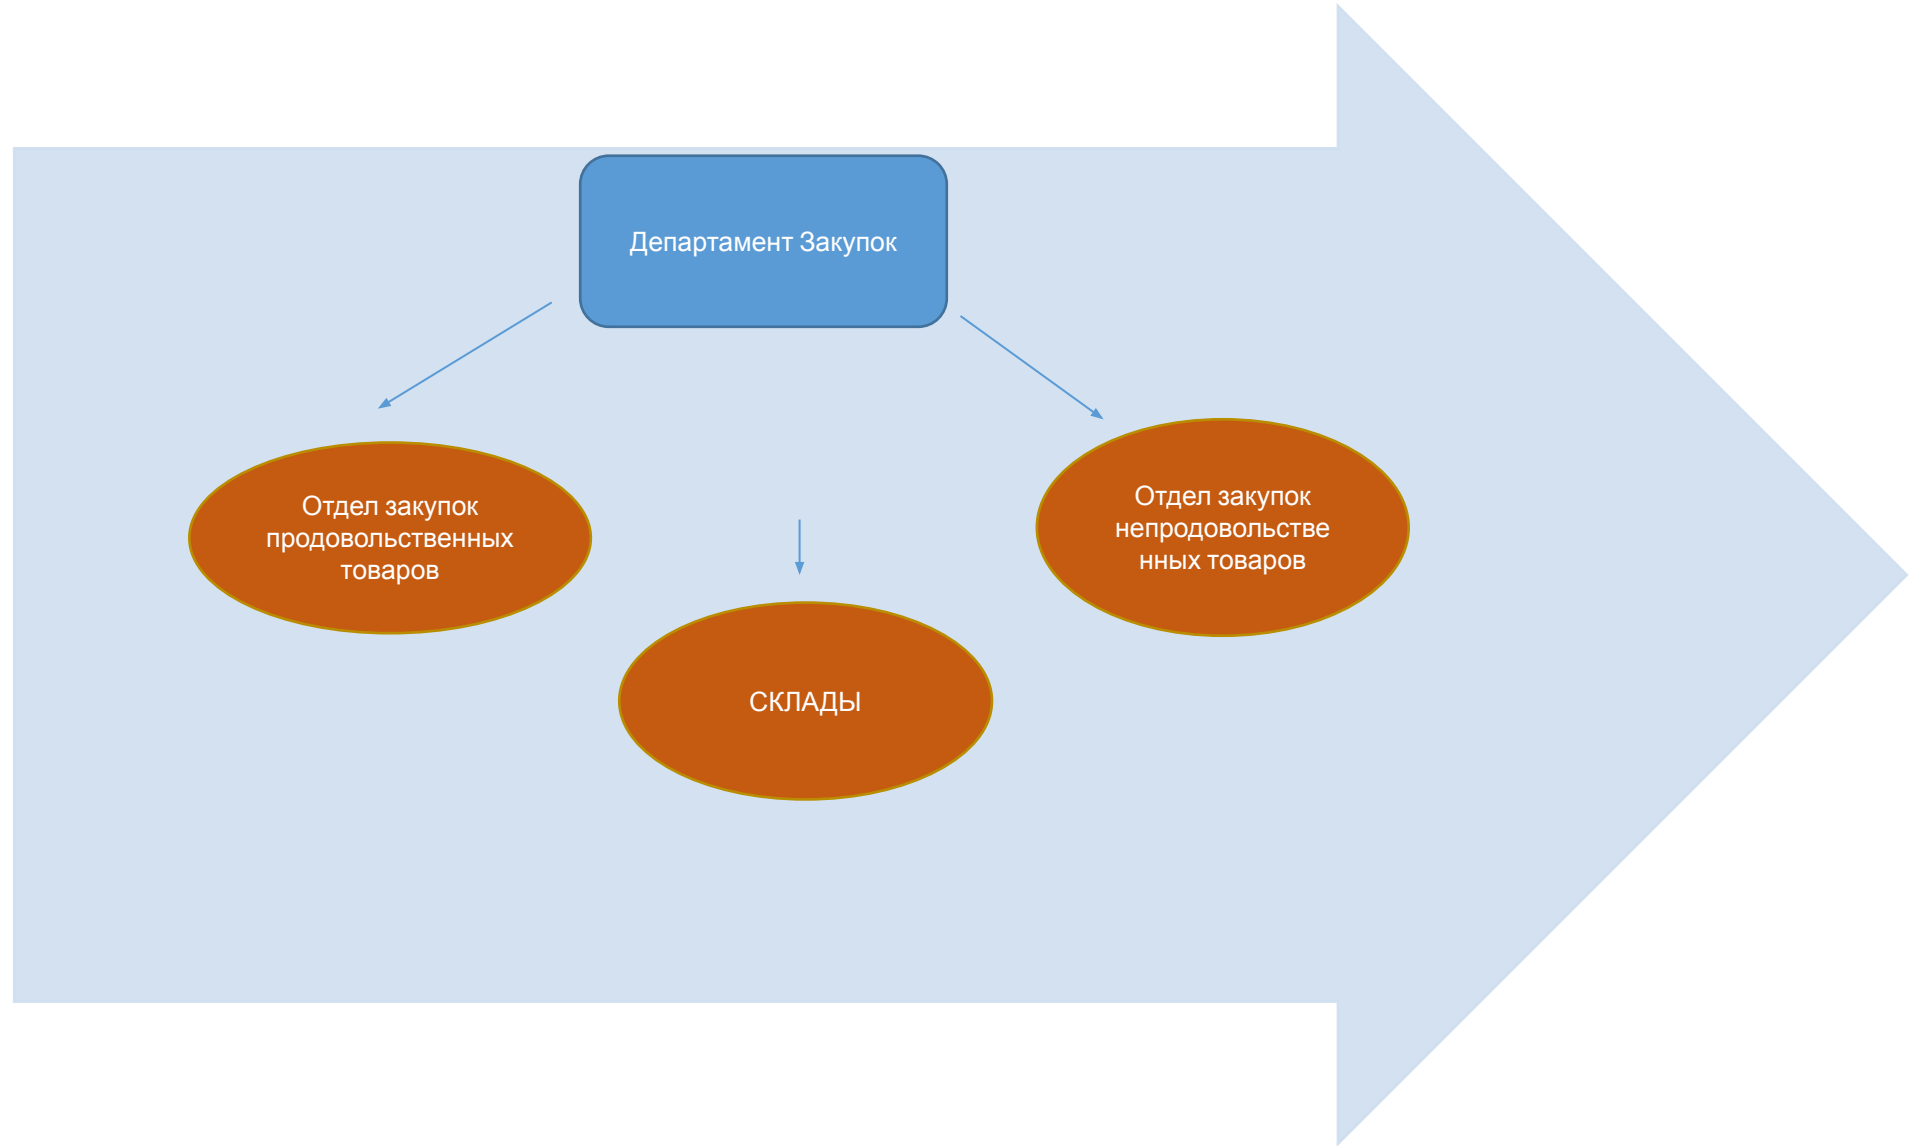 Департамент Закупок
Отдел закупок
продовольственных
товаров
Отдел закупок
непродовольстве
нных товаров
СКЛАДЫ